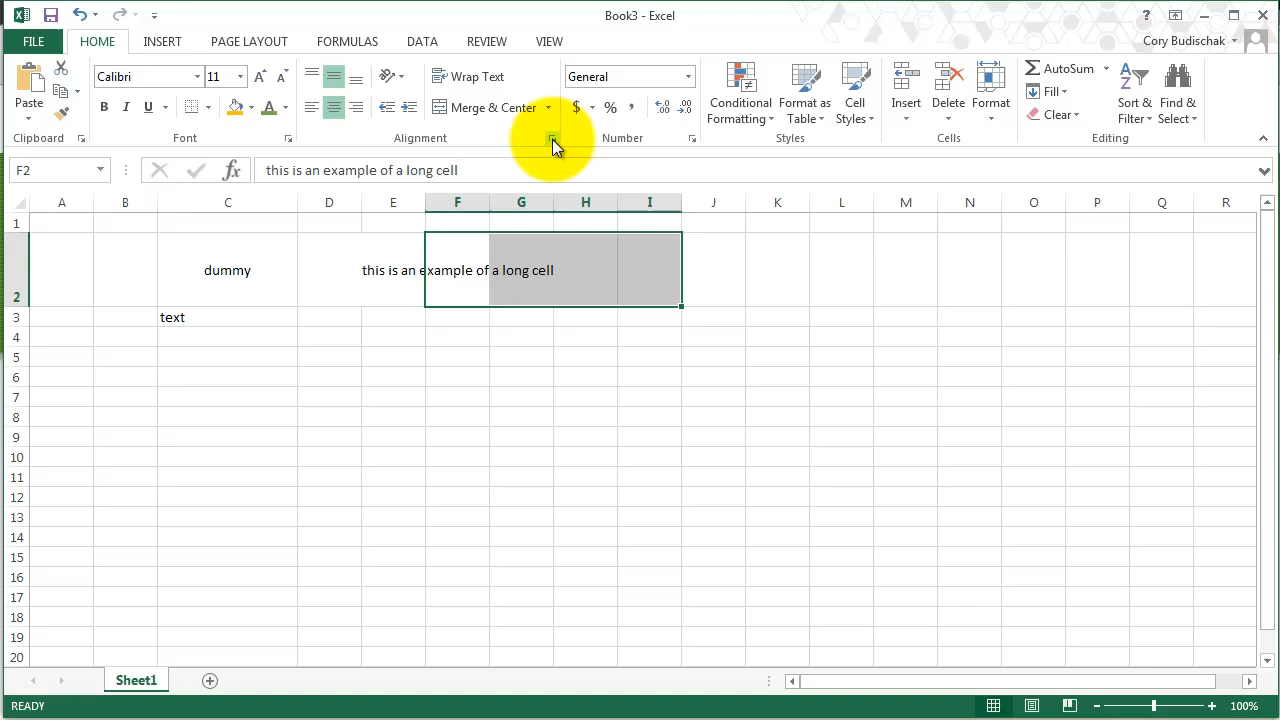 Book3 - Excel
?
FILE
HOME
INSERT
PAGE LAYOUT
FORMULAS
DATA
REVIEW
VIEW
Cory Budischak
Paste
Calibri
11
B I U
A
Wrap Text
Merge & Center
General
$ % ,
Conditional
Formatting
Format as
Table
Cell
Styles
Insert
Delete
Format
AutoSum
Fill
Clear
Sort &
Filter
Find &
Select
Clipboard
Font
Alignment
Number
Styles
Cells
Editing
F2
fx
this is an example of a long cell
A B C D E F G H I J K L M N O P Q R
1
2
dummy
this is an example of a long cell
3
text
4
5
6
7
8
9
10
11
12
13
14
15
16
17
18
19
20
Sheet1
READY
100%